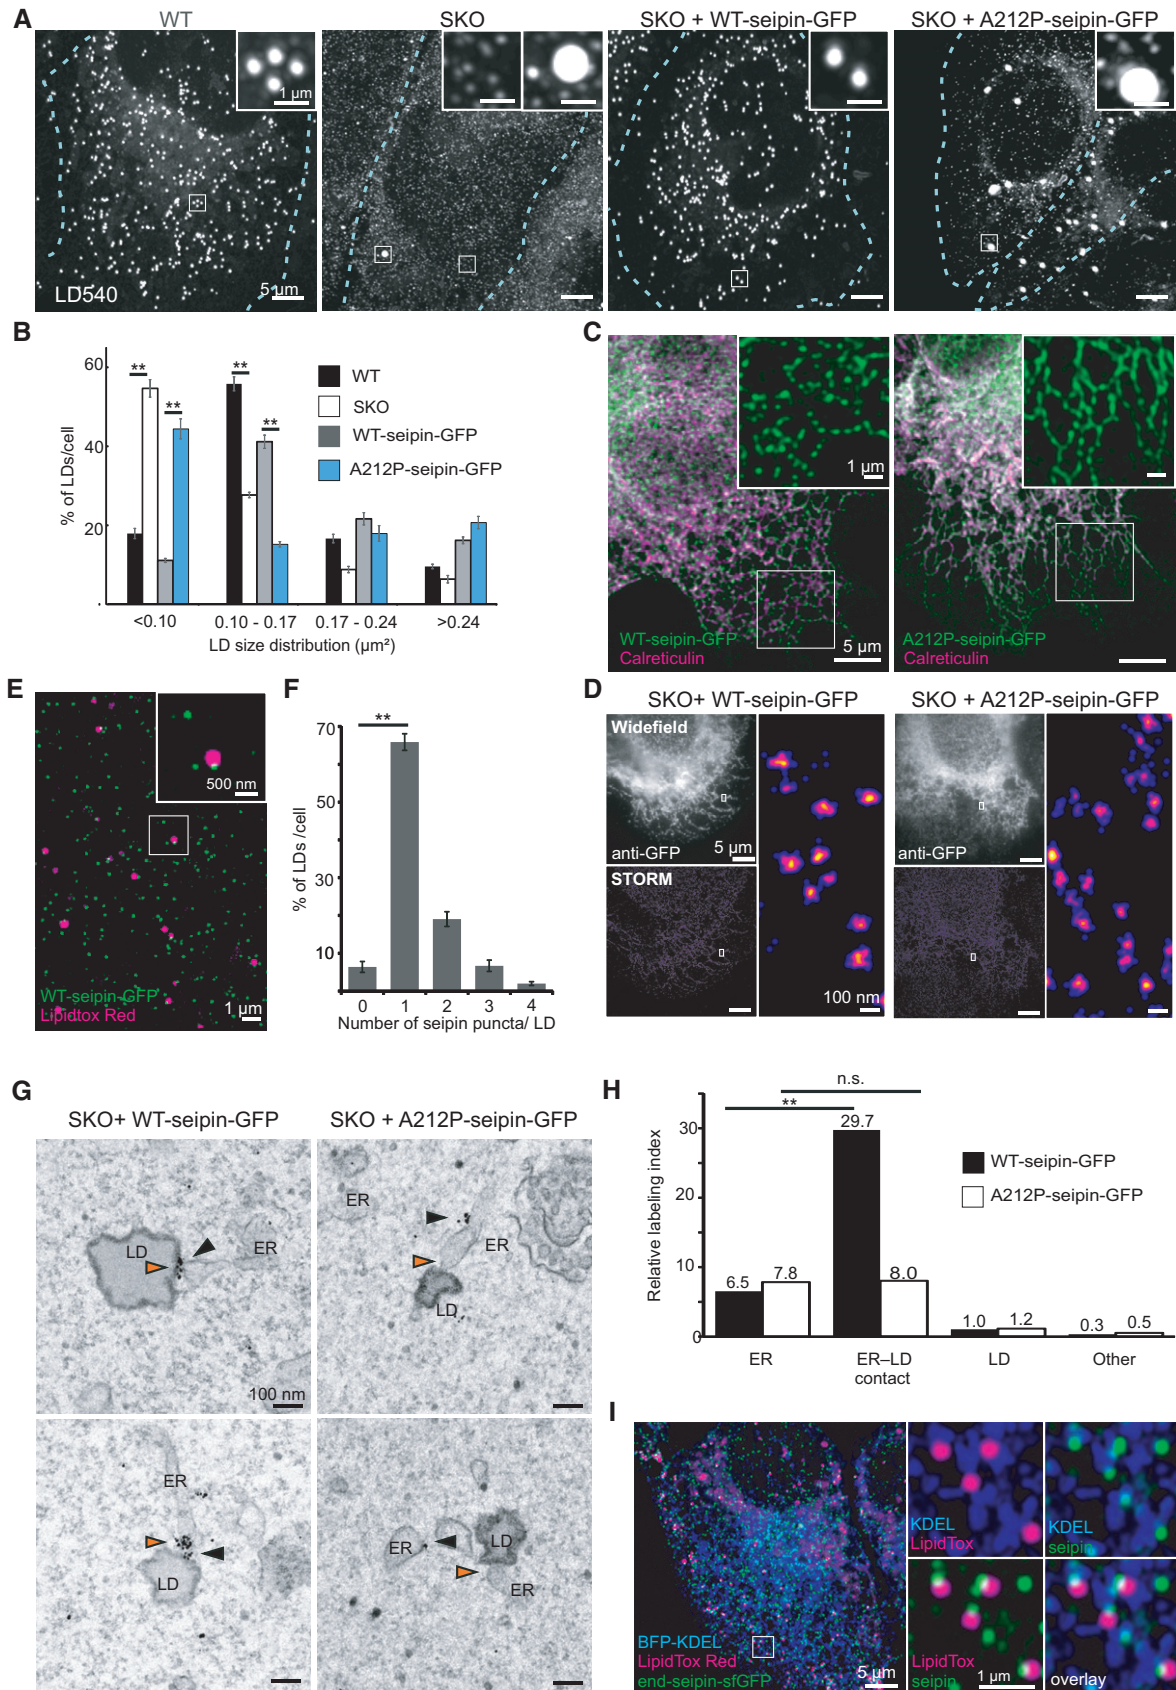 A
WT
SKO
SKO + WT-seipin-GFP
SKO + A212P-seipin-GFP
1 µm
LD540
5 µm
B
60
40
20
0
% of LDs/cell
**
**
**
**
WT
SKO
WT-seipin-GFP
A212P-seipin-GFP
<0.10
0.10 - 0.17
0.17 - 0.24
>0.24
LD size distribution (µm²)
C
1 µm
WT-seipin-GFP
Calreticulin
5 µm
A212P-seipin-GFP
Calreticulin
D
SKO+ WT-seipin-GFP
SKO + A212P-seipin-GFP
Widefield
anti-GFP
5 µm
anti-GFP
STORM
100 nm
E
500 nm
WT-seipin-GFP
Lipidtox Red
1 µm
F
70
50
30
10
% of LDs /cell
**
0 1 2 3 4
Number of seipin puncta/ LD
G
SKO+ WT-seipin-GFP
SKO + A212P-seipin-GFP
LD
ER
100 nm
ER
ER
LD
ER
LD
ER
LD
ER
H
n.s.
**
30
20
10
0
Relative labeling index
6.5
7.8
29.7
8.0
1.0
1.2
0.3
0.5
WT-seipin-GFP
A212P-seipin-GFP
ER
ER–LD
contact
LD
Other
I
BFP-KDEL
LipidTox Red
end-seipin-sfGFP
5 µm
KDEL
LipidTox
KDEL
seipin
LipidTox
seipin
1 µm
overlay